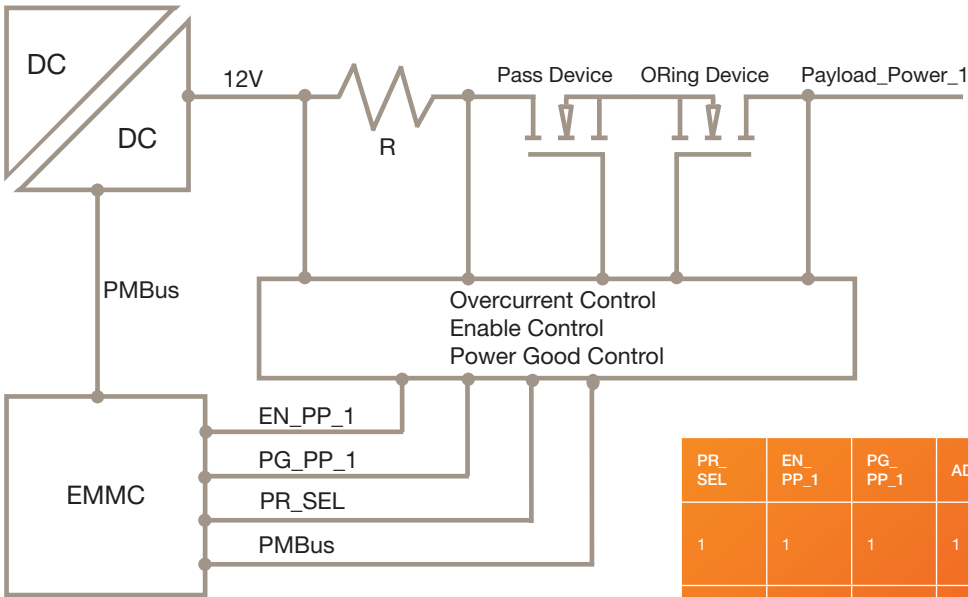 DC
DC
12V
R
Pass Device
ORing Device
Payload_Power_1
PMBus
Overcurrent Control
Enable Control
Power Good Control
EMMC
EN_PP_1
PG_PP_1
PR_SEL
PMBus
PR_
SEL
EN_
PP_1
PG_
PP_1
1
1
1
1